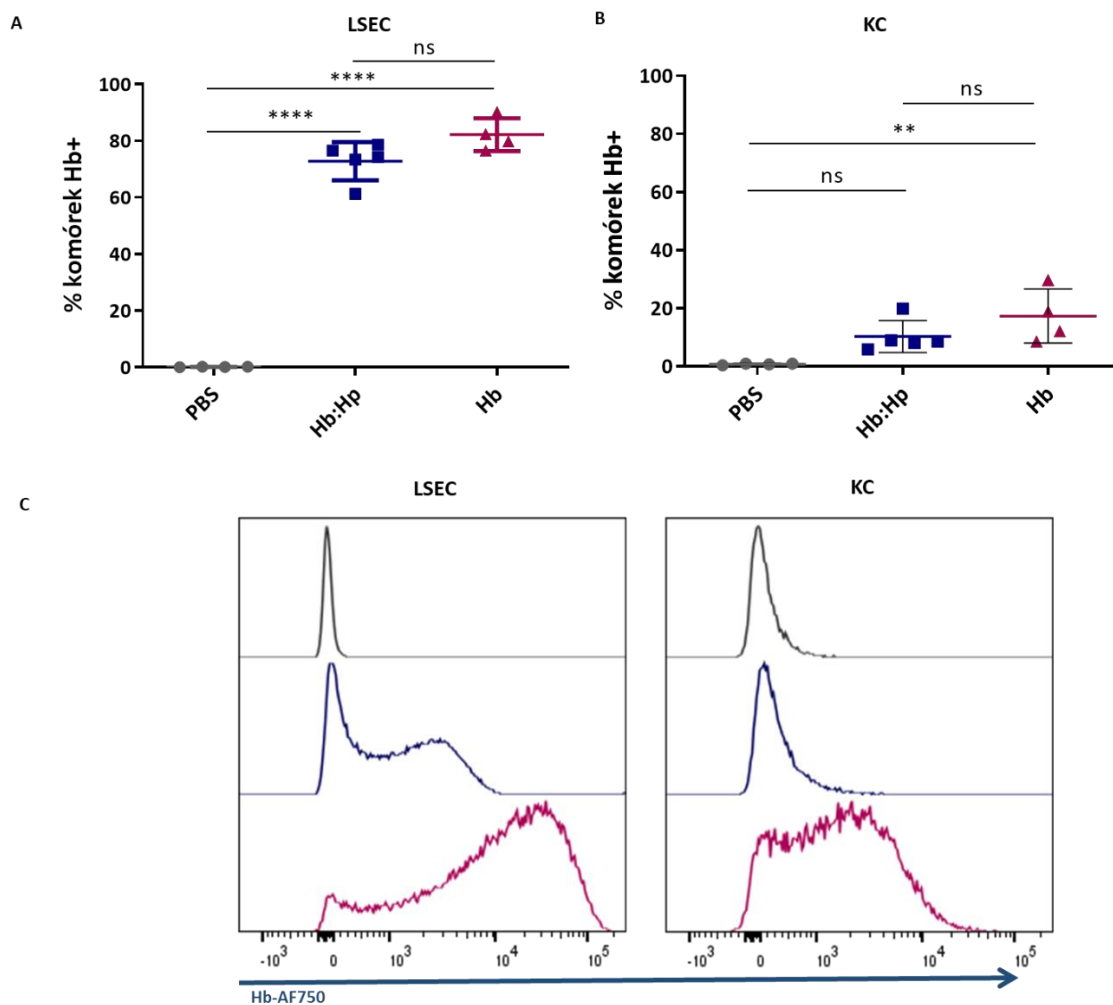 A
LSEC
ns
****
****
% komórek Hb+
100
80
60
40
20
0
PBS
Hb:Hp
Hb
B
KC
ns
**
ns
% komórek Hb+
100
80
60
40
20
0
PBS
Hb:Hp
Hb
C
LSEC
KC
-10³ 0 10³ 10⁴ 10⁵
-10³ 0 10³ 10⁴ 10⁵
Hb-AF750